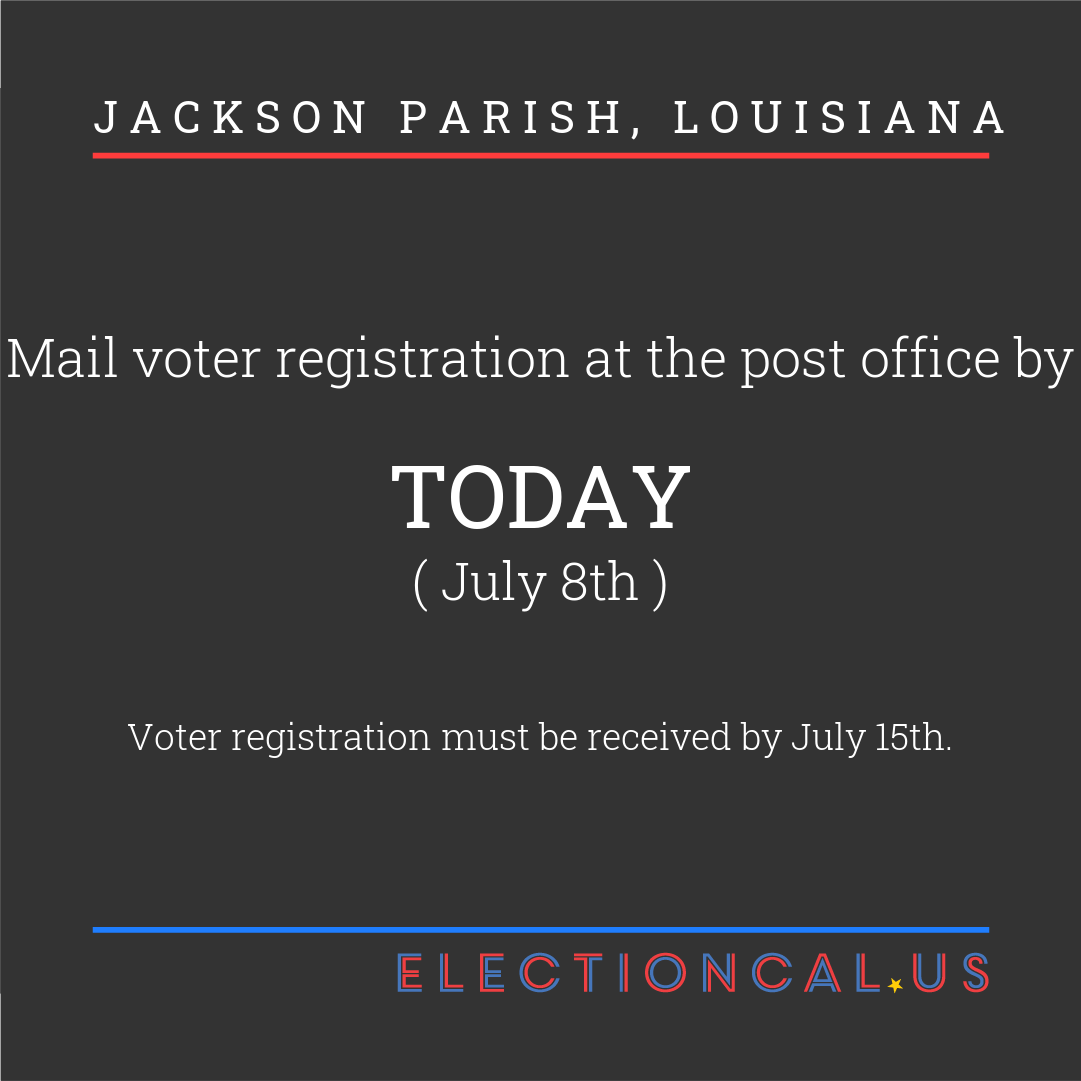 JACKSON PARISH, LOUISIANA
Mail voter registration at the post office by
TODAY
( July 8th )
Voter registration must be received by July 15th.
ELECTIONCAL.US